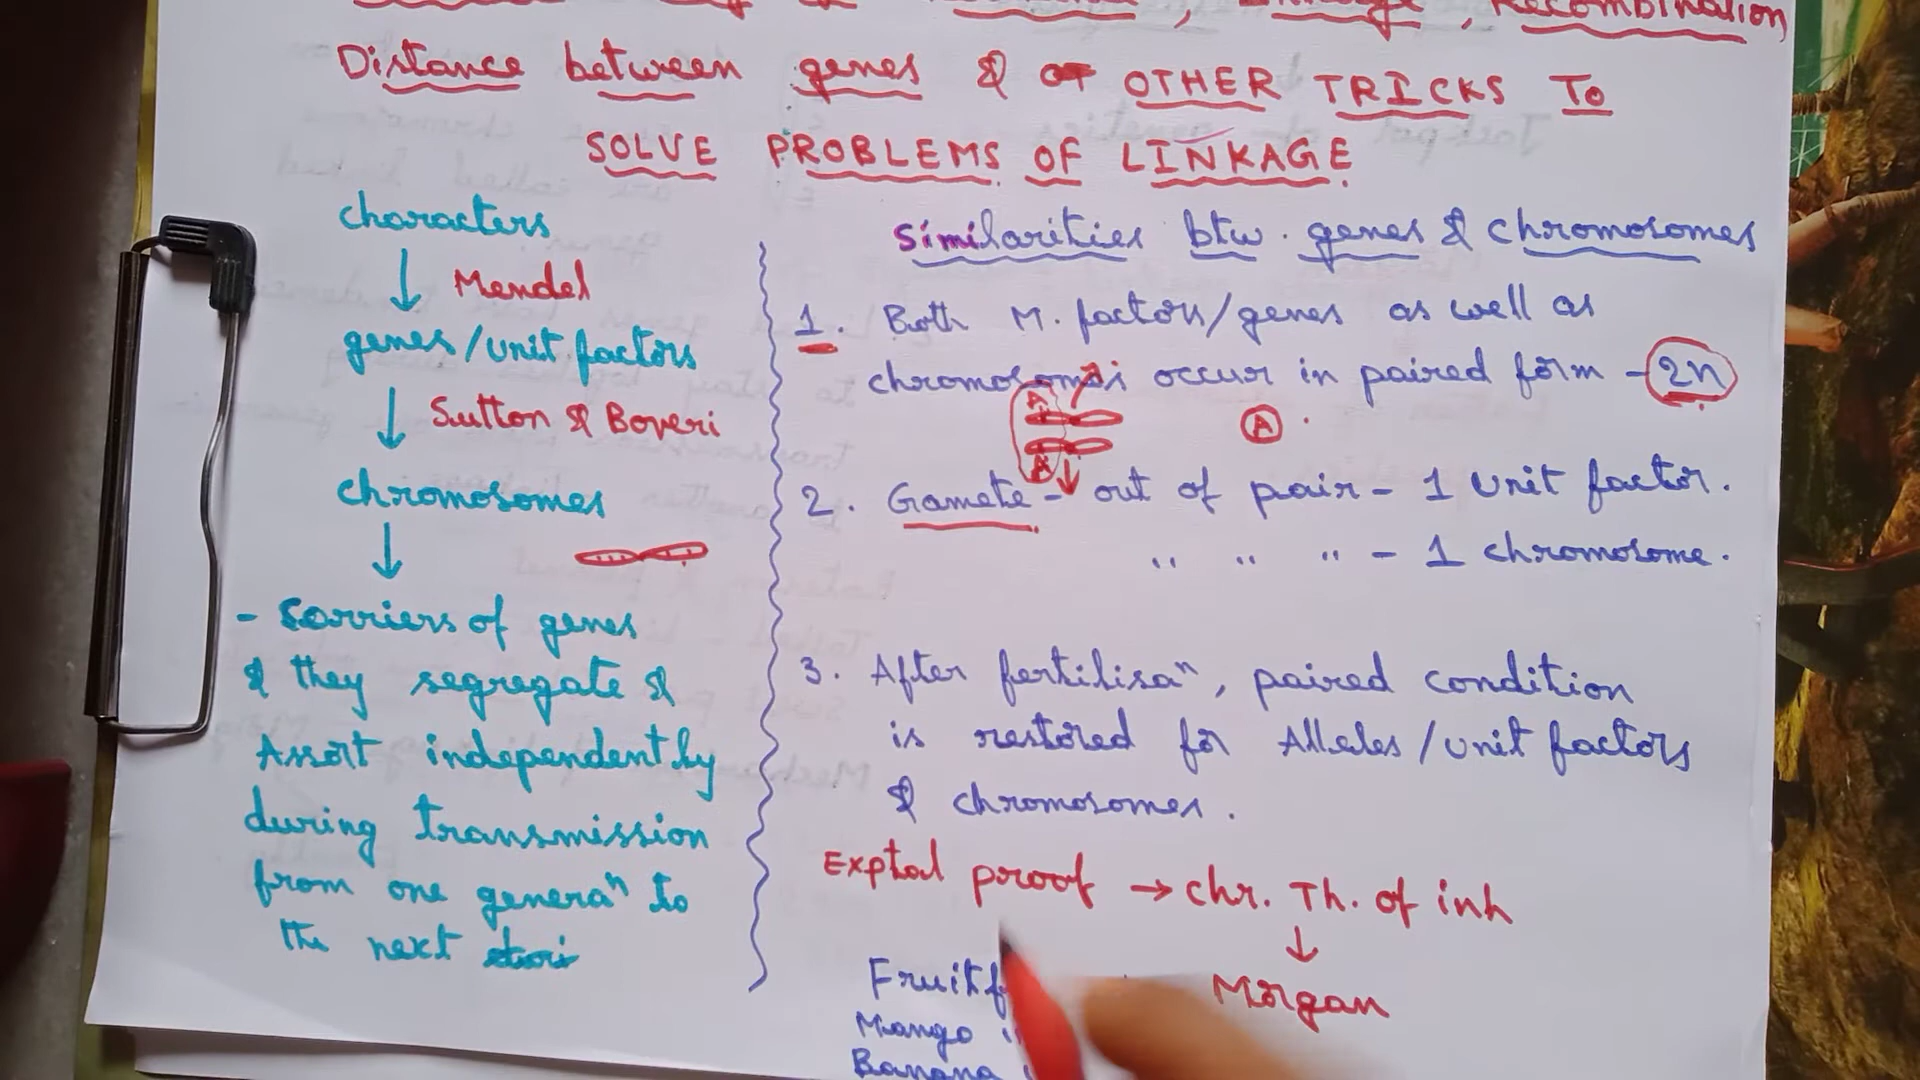 Recombination
Distance between genes & OTHER TRICKS TO
SOLVE PROBLEMS OF LINKAGE
characters
Mendel
genes/unit factors
Sutton & Boveri
chromosomes
- carriers of genes
& they segregate &
Assort independently
during transmission
from one generaⁿ to
the next
Similarities btw. genes & chromosomes
1. Both M. factors/genes as well as
chromosomes occur in paired form - 2n
A
A
2. Gamete - out of pair - 1 unit factor.
" " " - 1 chromosome.
3. After fertilisaⁿ, paired condition
is restored for Alleles/unit factors
& chromosomes.
Exptal proof → chr. Th. of inh
Morgan
Mango
Banana